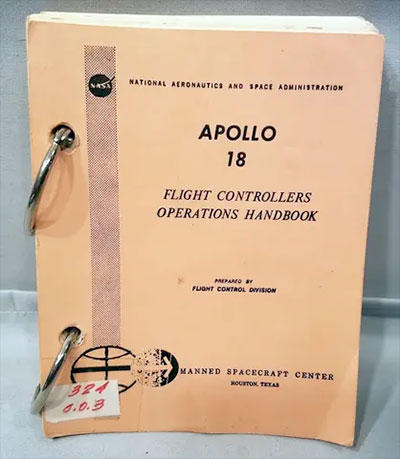 NASA
NATIONAL AERONAUTICS AND SPACE ADMINISTRATION
APOLLO
18
FLIGHT CONTROLLERS
OPERATIONS HANDBOOK
PREPARED BY
FLIGHT CONTROL DIVISION
MANNED SPACECRAFT CENTER
HOUSTON, TEXAS
324
0.0.3